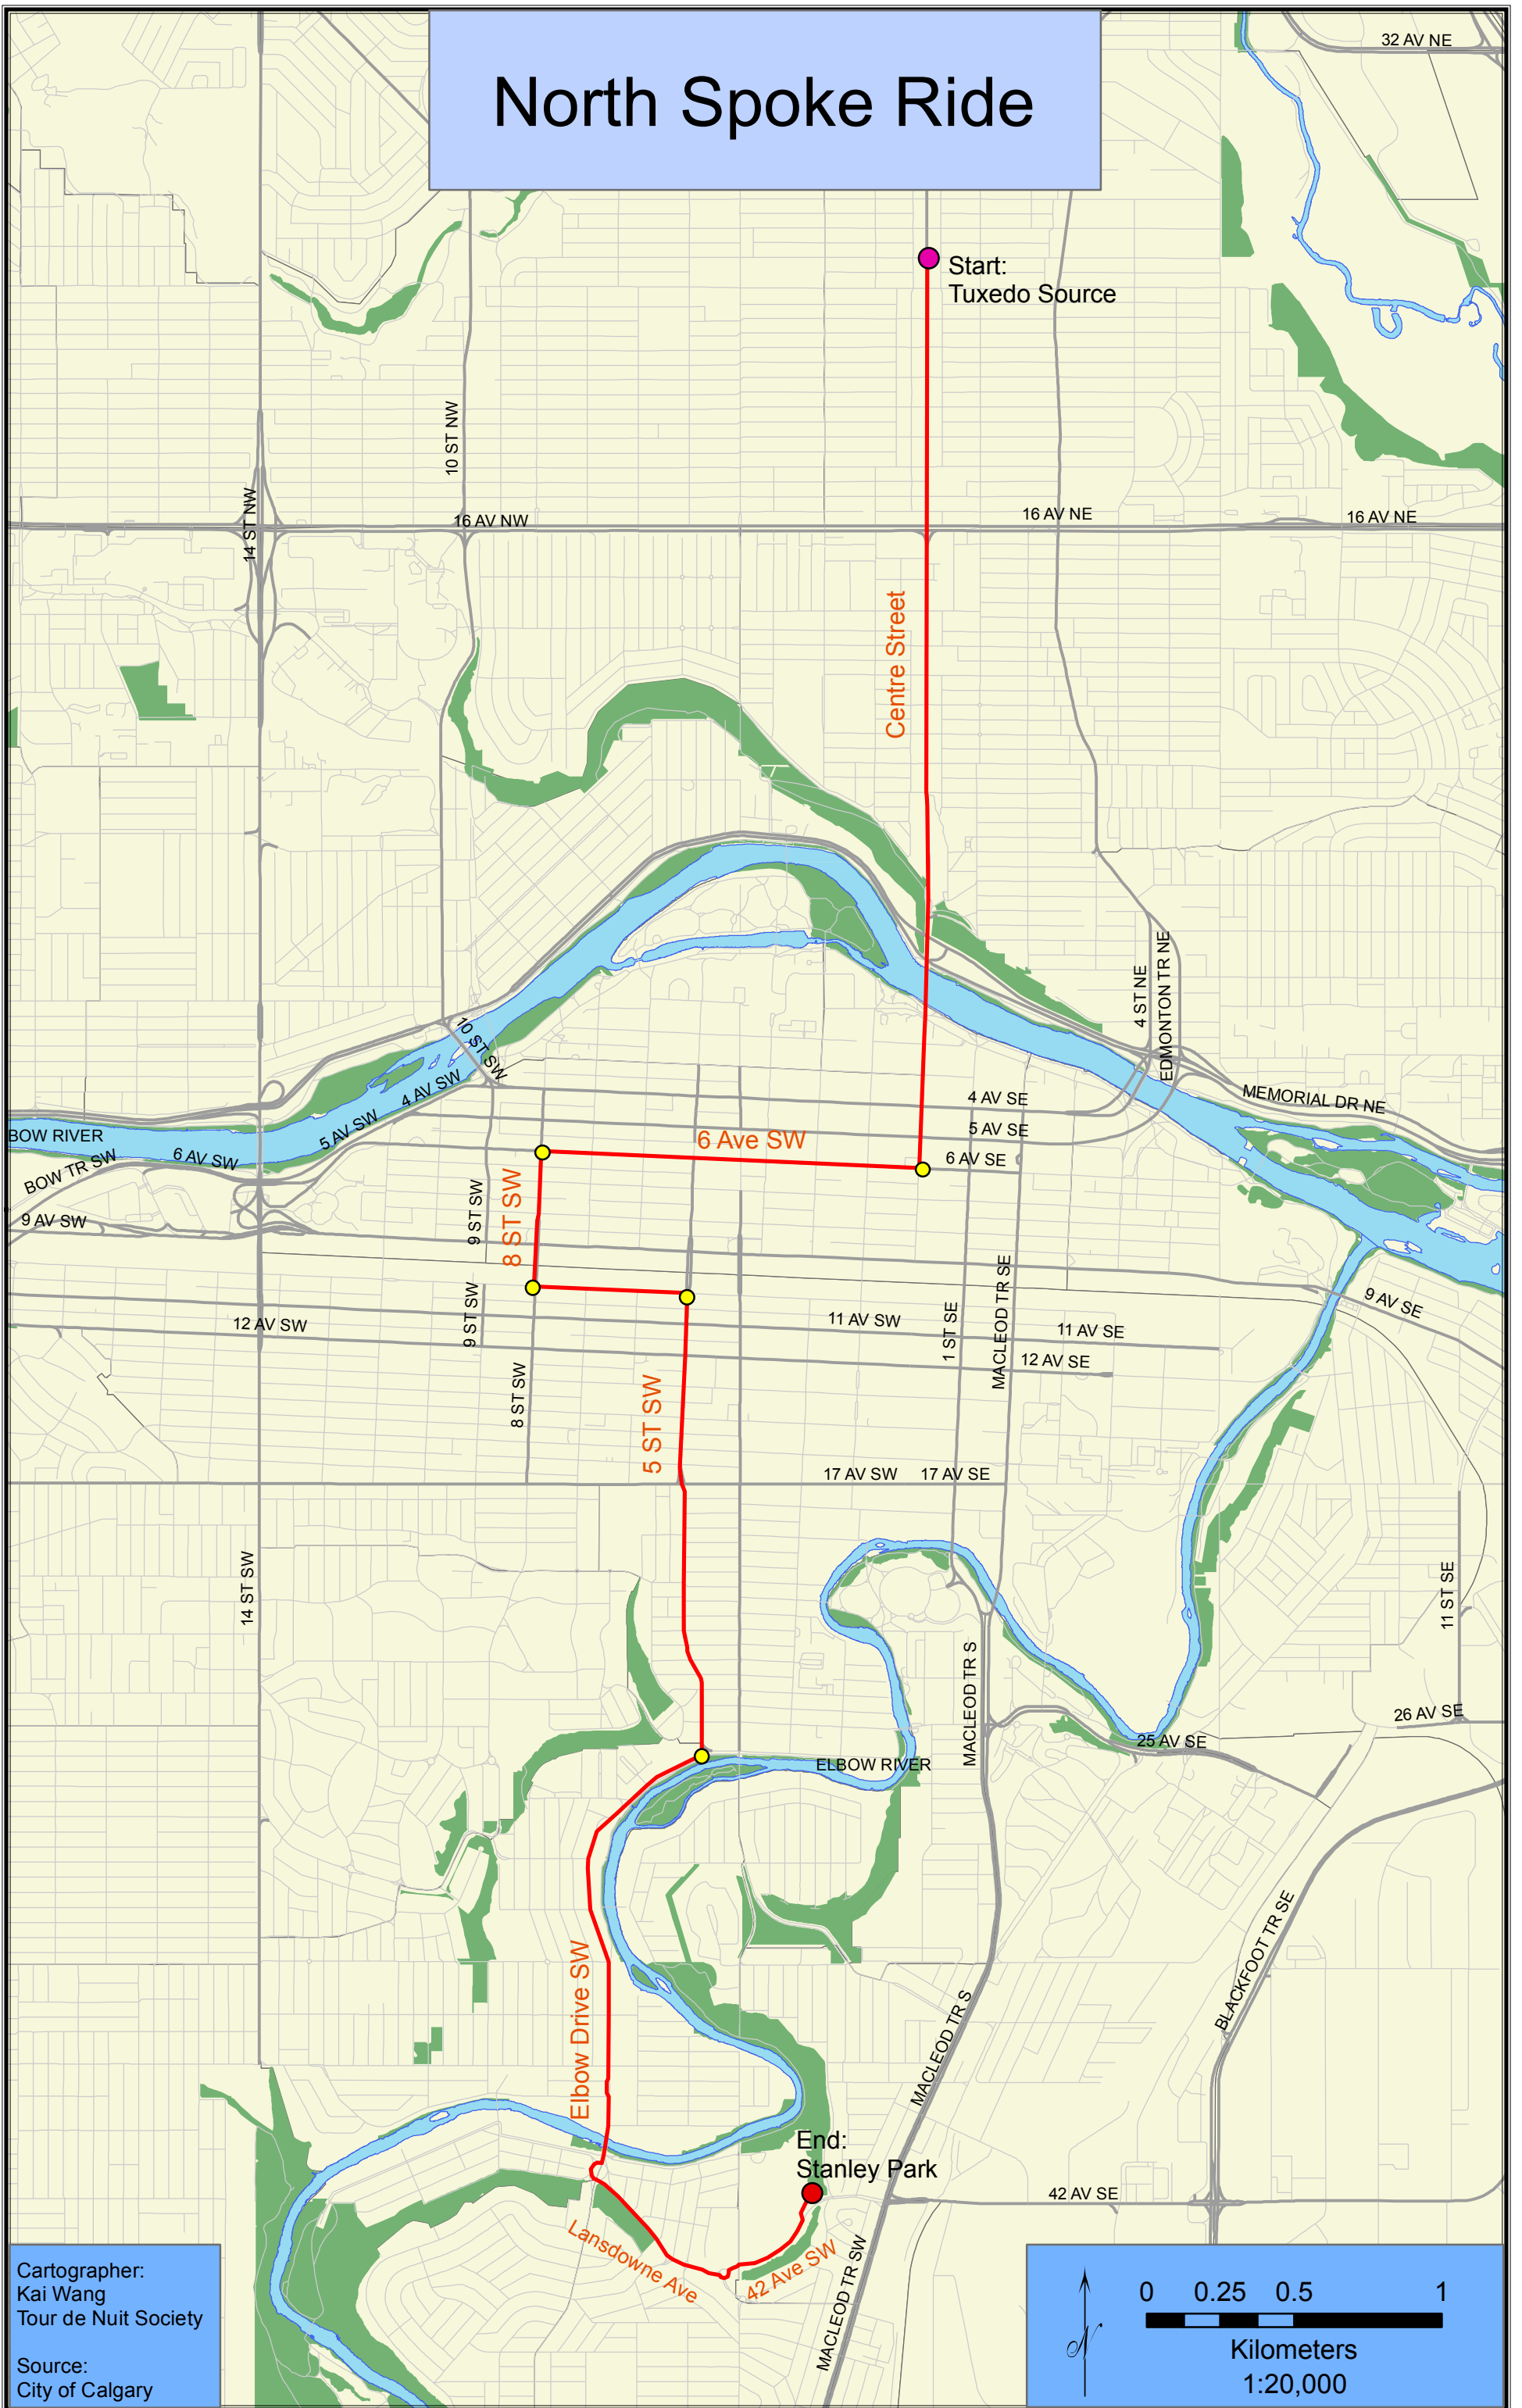 North Spoke Ride
32 AV NE
Start:
Tuxedo Source
10 ST NW
14 ST NW
16 AV NW
16 AV NE
16 AV NE
Centre Street
4 ST NE
EDMONTON TR NE
10 ST SW
4 AV SW
5 AV SW
BOW RIVER
6 AV SW
BOW TR SW
9 AV SW
MEMORIAL DR NE
4 AV SE
5 AV SE
6 AV SE
6 Ave SW
8 ST SW
9 ST SW
9 ST SW
12 AV SW
8 ST SW
11 AV SW
11 AV SE
12 AV SE
1 ST SE
MACLEOD TR SE
9 AV SE
5 ST SW
17 AV SW
17 AV SE
14 ST SW
11 ST SE
MACLEOD TR S
26 AV SE
25 AV SE
ELBOW RIVER
BLACKFOOT TR SE
Elbow Drive SW
MACLEOD TR S
End:
Stanley Park
42 AV SE
Lansdowne Ave
42 Ave SW
MACLEOD TR SW
Cartographer:
Kai Wang
Tour de Nuit Society
Source:
City of Calgary
N
0 0.25 0.5 1
Kilometers
1:20,000